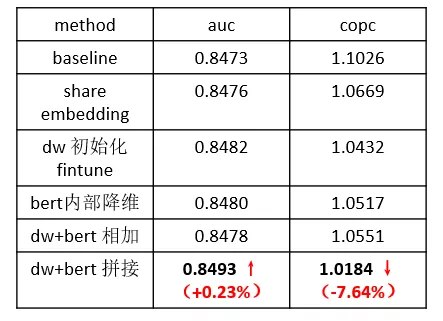 method auc copc
baseline 0.8473 1.1026
share
embedding 0.8476 1.0669
dw 初始化
fintune 0.8482 1.0432
bert内部降维 0.8480 1.0517
dw+bert 相加 0.8478 1.0551
dw+bert 拼接 0.8493 ↑ 1.0184 ↓
（+0.23%） （-7.64%）